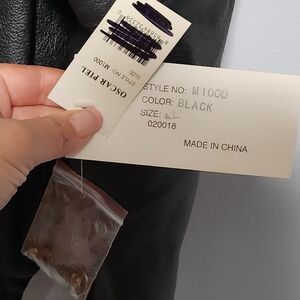 OSCAR PIEL
STYLE NO. M1000
SIZE:
STYLE NO: M1000
COLOR: BLACK
SIZE:
020018
MADE IN CHINA